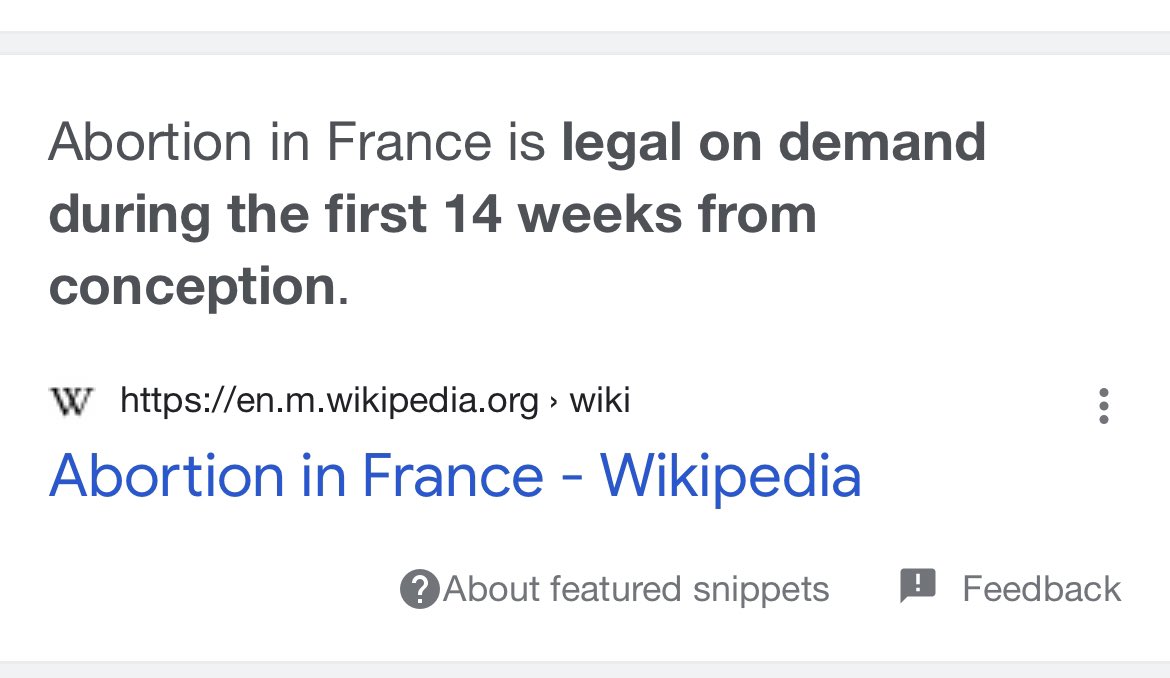 Abortion in France is legal on demand
during the first 14 weeks from
conception.
W https://en.m.wikipedia.org › wiki
Abortion in France - Wikipedia
?About featured snippets ! Feedback